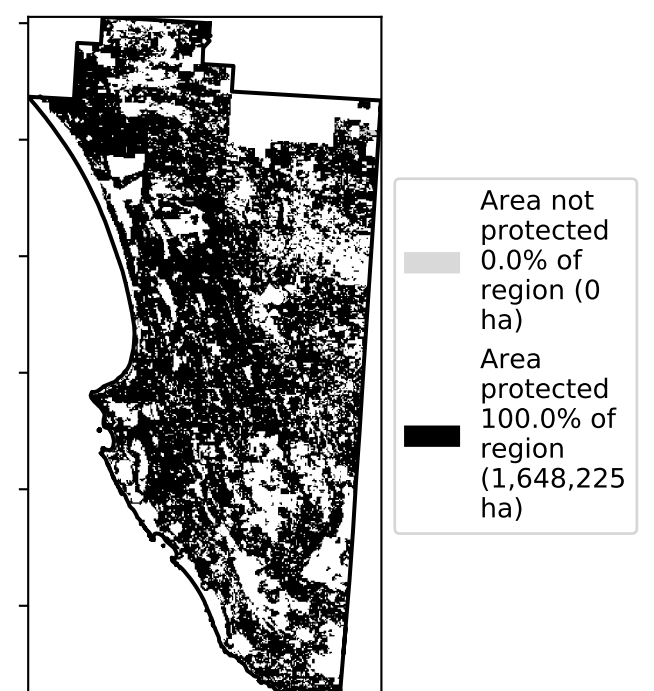 Area not
protected
0.0% of
region (0
ha)
Area
protected
100.0% of
region
(1,648,225
ha)